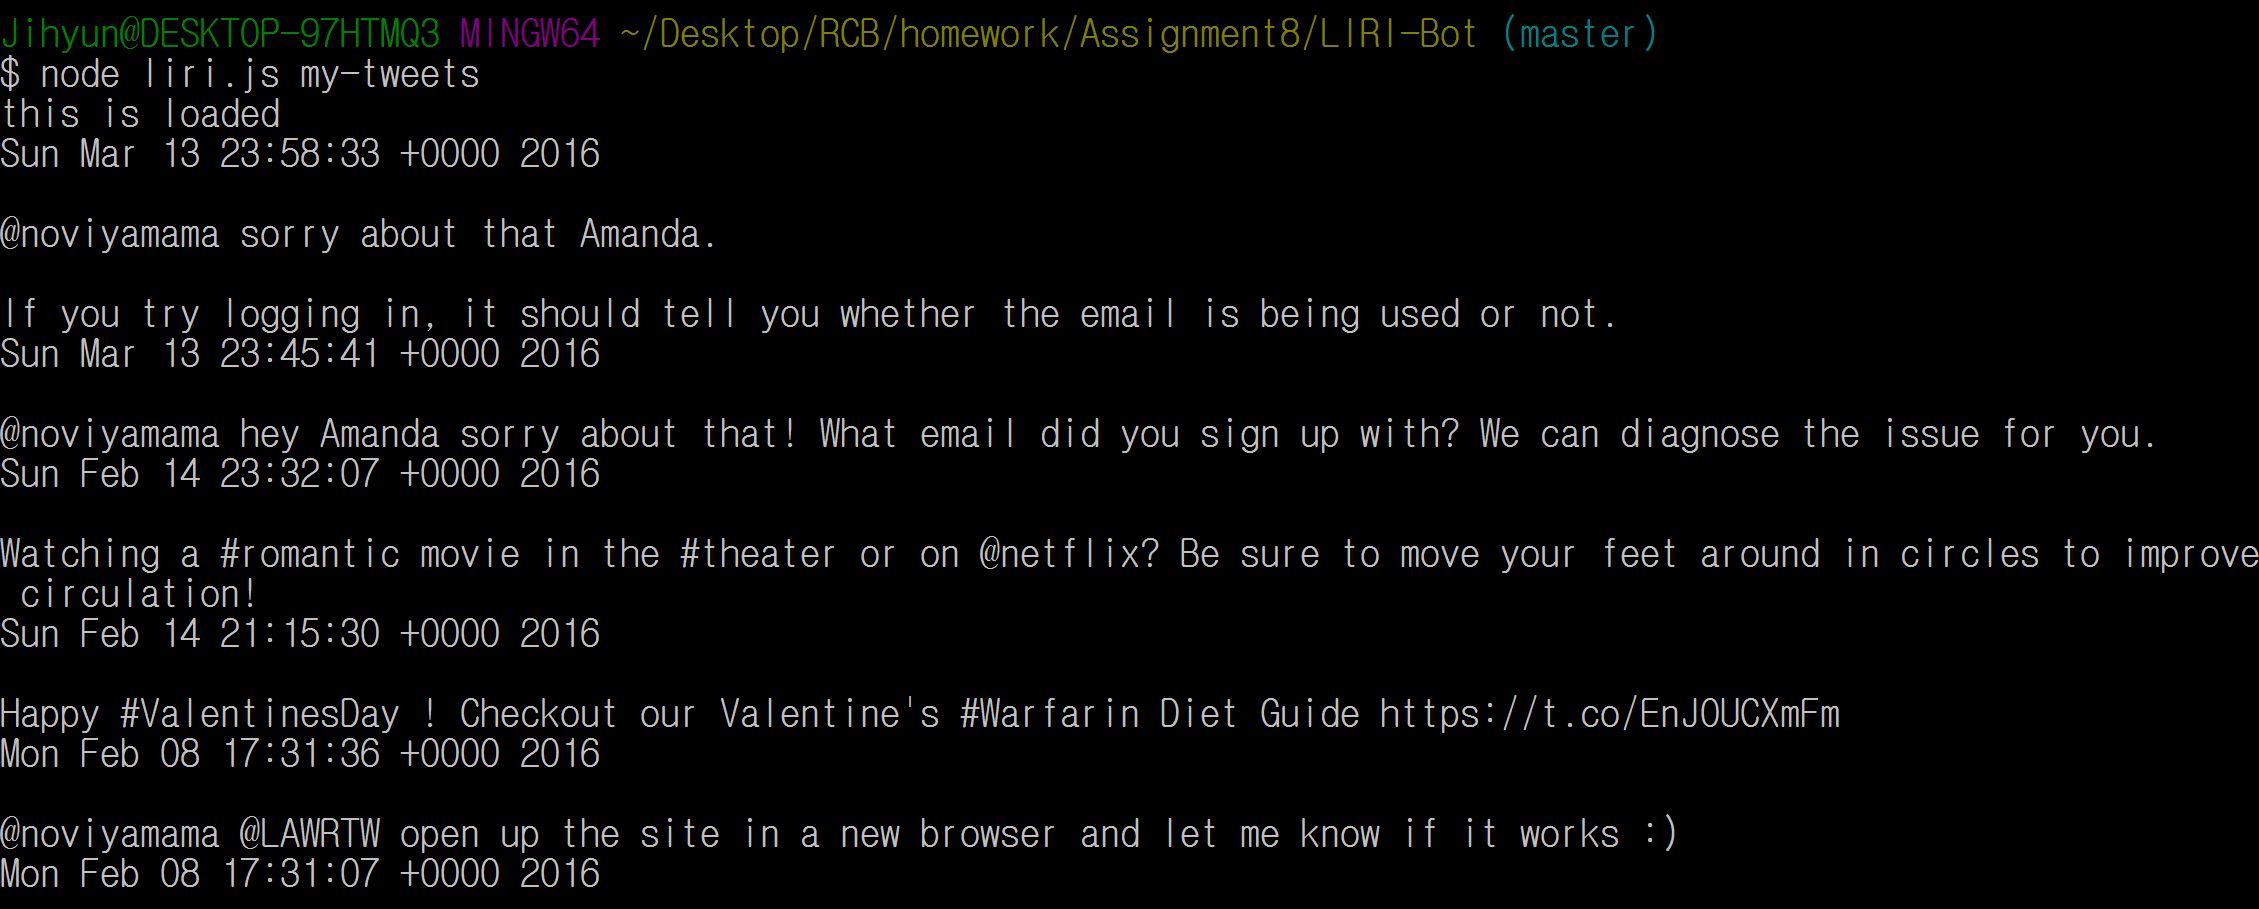 Jihyun@DESKTOP-97HTMQ3 MINGW64 ~/Desktop/RCB/homework/Assignment8/LIRI-Bot (master)
$ node liri.js my-tweets
this is loaded
Sun Mar 13 23:58:33 +0000 2016
@noviyamama sorry about that Amanda.
If you try logging in, it should tell you whether the email is being used or not.
Sun Mar 13 23:45:41 +0000 2016
@noviyamama hey Amanda sorry about that! What email did you sign up with? We can diagnose the issue for you.
Sun Feb 14 23:32:07 +0000 2016
Watching a #romantic movie in the #theater or on @netflix? Be sure to move your feet around in circles to improve
circulation!
Sun Feb 14 21:15:30 +0000 2016
Happy #ValentinesDay ! Checkout our Valentine's #Warfarin Diet Guide https://t.co/EnJOUCXmFm
Mon Feb 08 17:31:36 +0000 2016
@noviyamama @LAWRTW open up the site in a new browser and let me know if it works :)
Mon Feb 08 17:31:07 +0000 2016